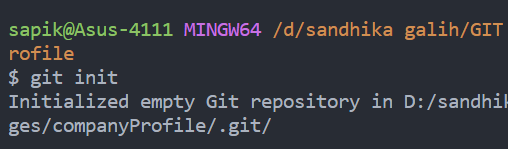 sapik@Asus-4111 MINGW64 /d/sandhika galih/GIT
rofile
$ git init
Initialized empty Git repository in D:/sandhik
ges/companyProfile/.git/